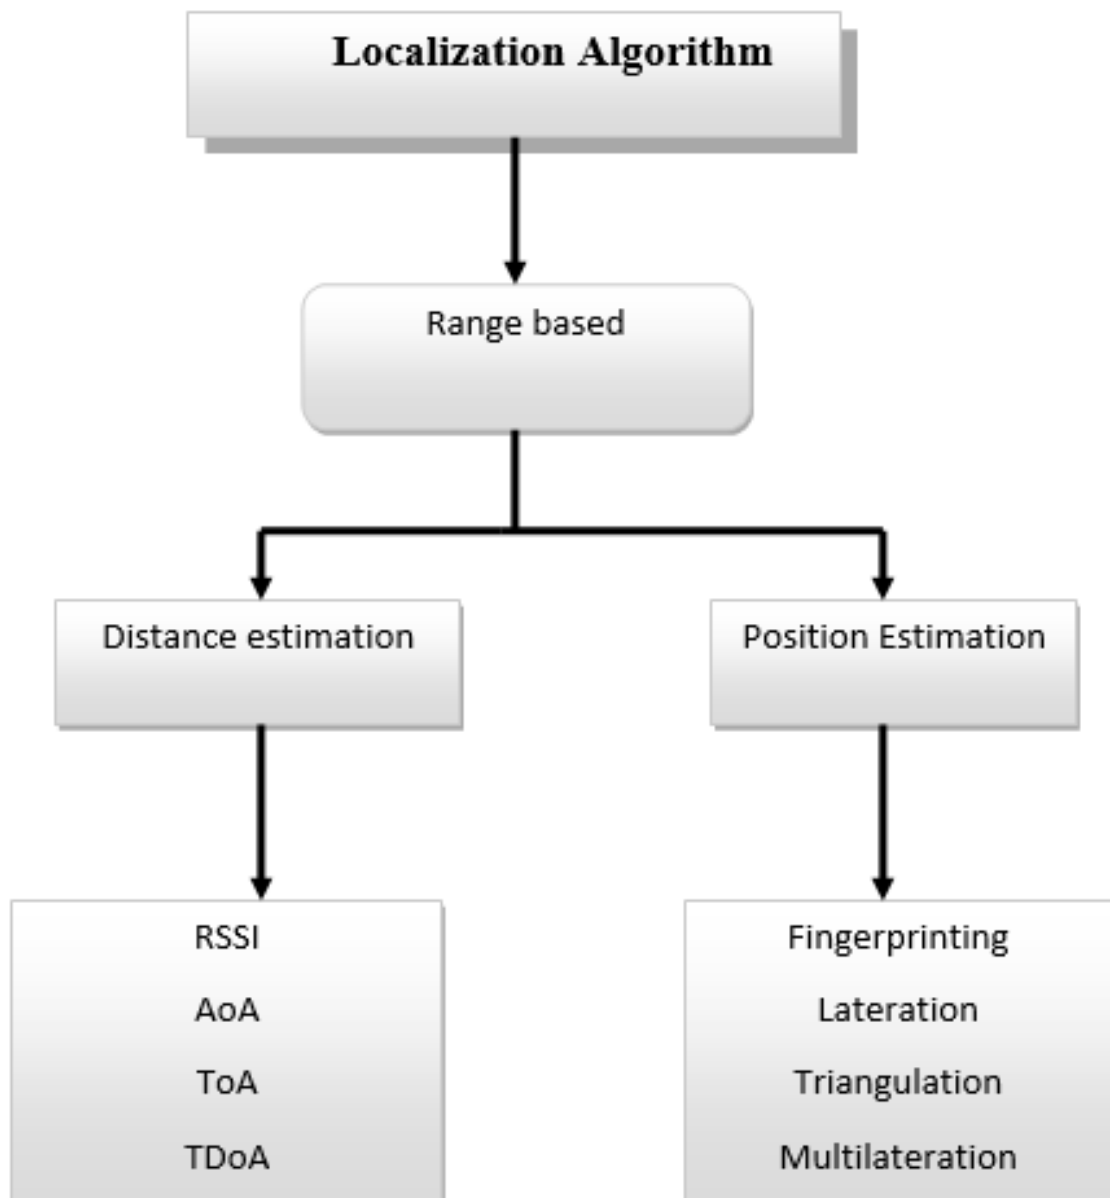 Localization Algorithm
Range based
Distance estimation
Position Estimation
RSSI
AoA
ToA
TDoA
Fingerprinting
Lateration
Triangulation
Multilateration